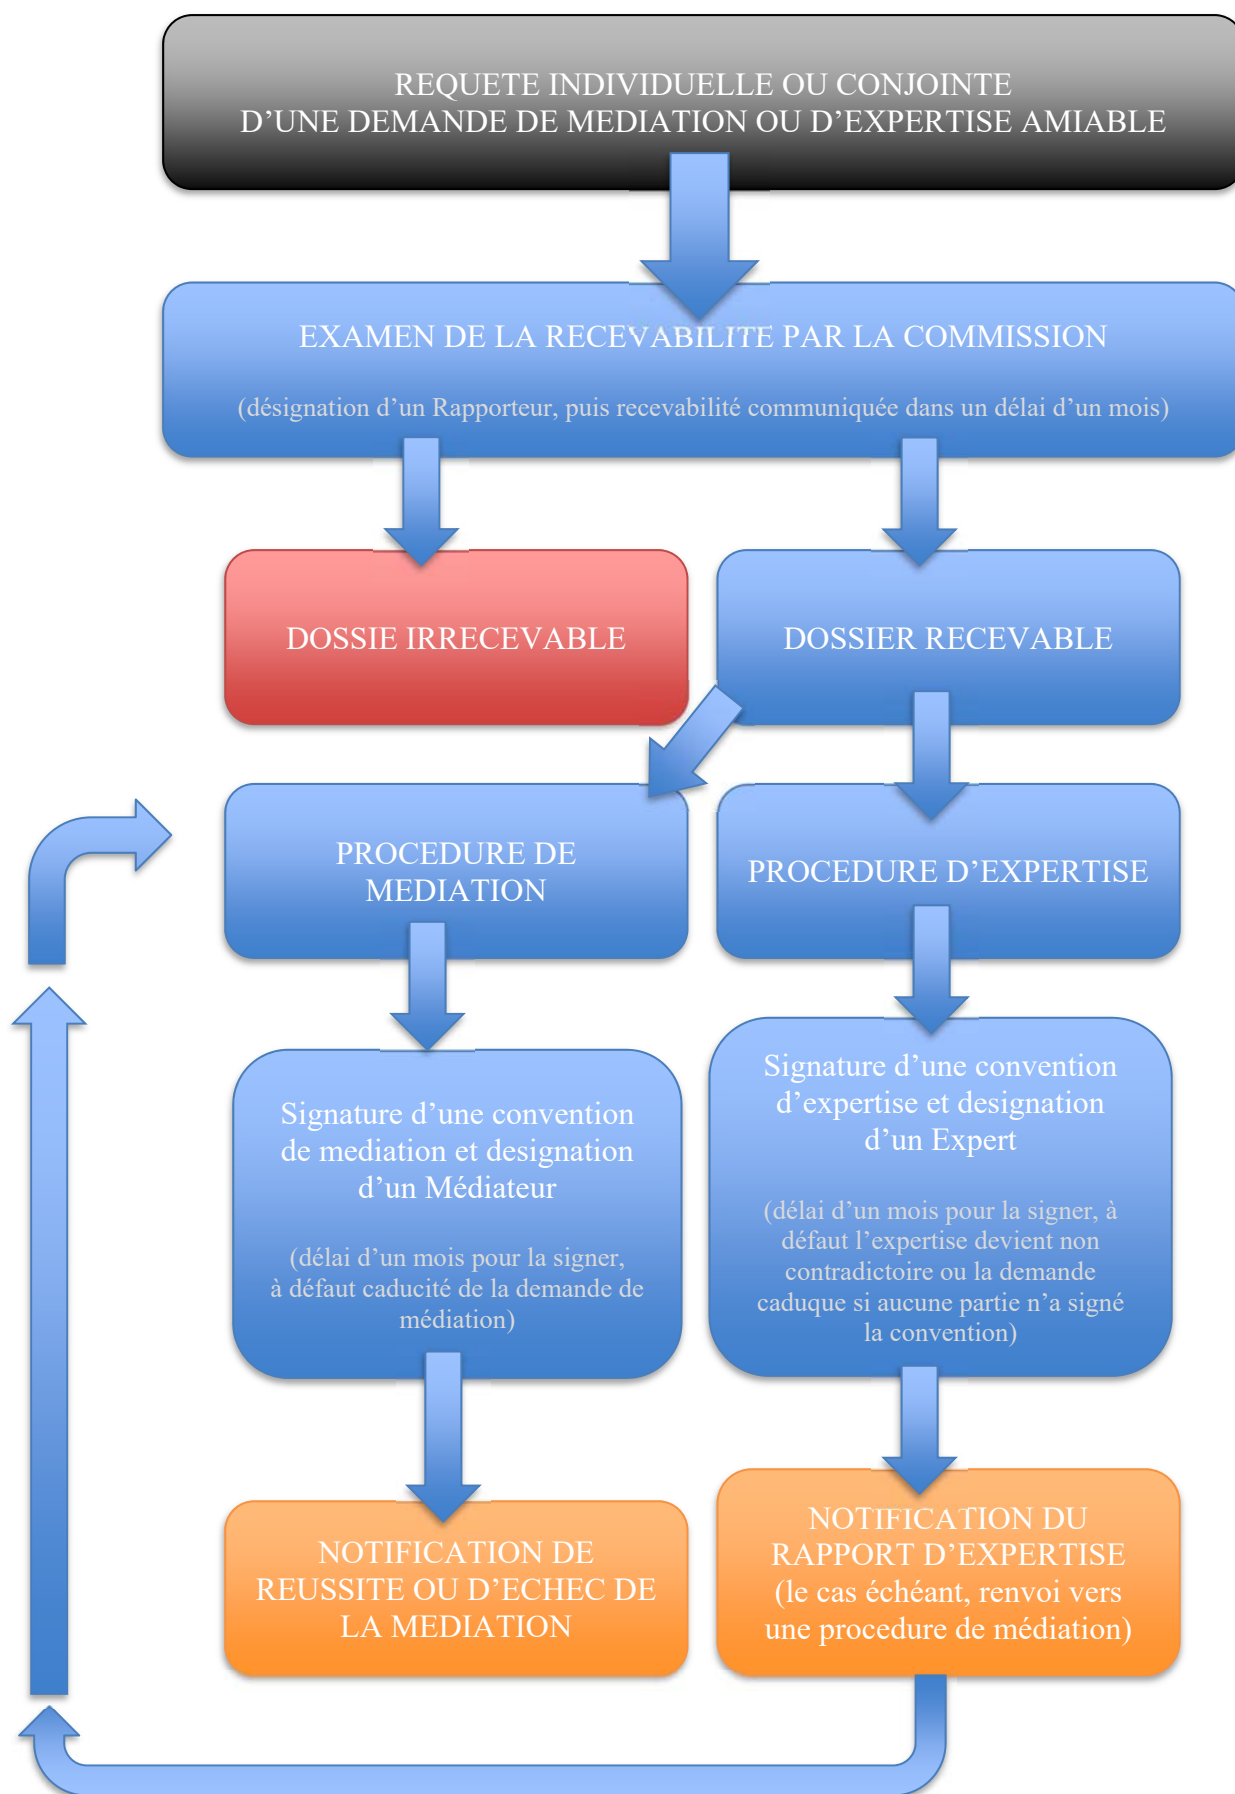 REQUETE INDIVIDUELLE OU CONJOINTE
D’UNE DEMANDE DE MEDIATION OU D’EXPERTISE AMIABLE
EXAMEN DE LA RECEVABILITE PAR LA COMMISSION
(désignation d’un Rapporteur, puis recevabilité communiquée dans un délai d’un mois)
DOSSIE IRRECEVABLE
DOSSIER RECEVABLE
PROCEDURE DE
MEDIATION
PROCEDURE D’EXPERTISE
Signature d’une convention
de mediation et designation
d’un Médiateur
(délai d’un mois pour la signer,
à défaut caducité de la demande de
médiation)
Signature d’une convention
d’expertise et designation
d’un Expert
(délai d’un mois pour la signer, à
défaut l’expertise devient non
contradictoire ou la demande
caduque si aucune partie n’a signé
la convention)
NOTIFICATION DE
REUSSITE OU D’ECHEC DE
LA MEDIATION
NOTIFICATION DU
RAPPORT D’EXPERTISE
(le cas échéant, renvoi vers
une procedure de médiation)